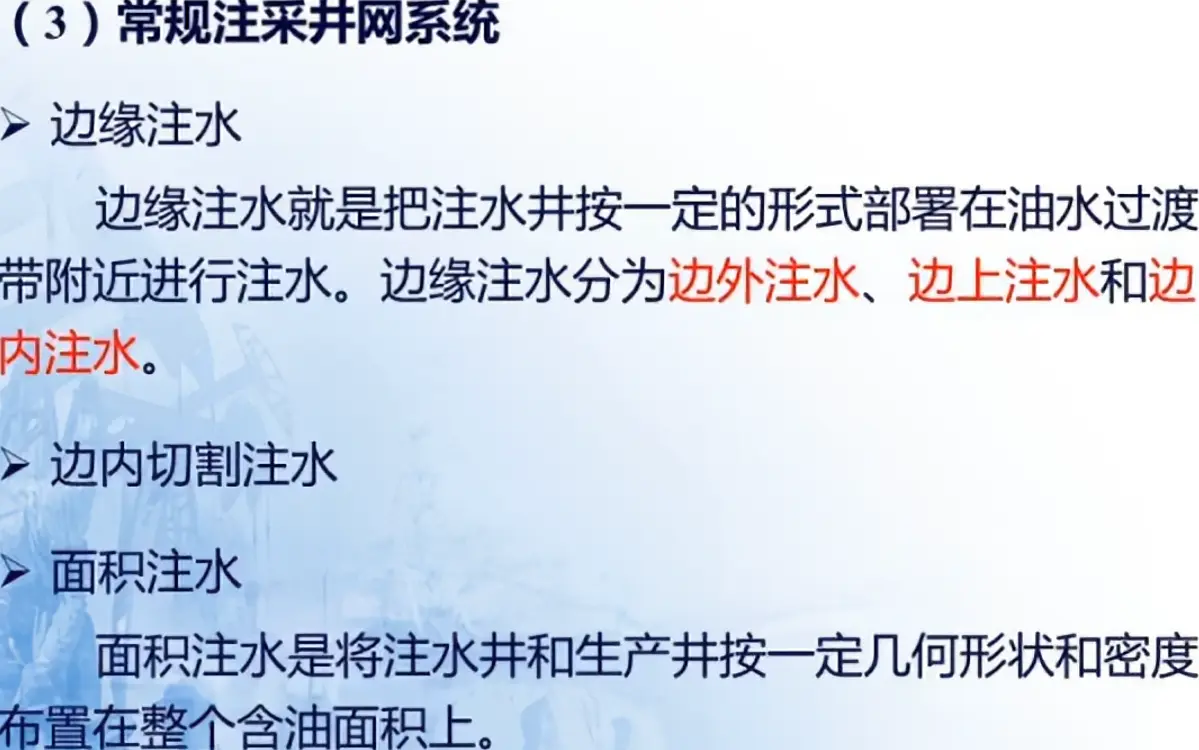 （3）常规注采井网系统
➢ 边缘注水
边缘注水就是把注水井按一定的形式部署在油水过渡
带附近进行注水。边缘注水分为边外注水、边上注水和边
内注水。
➢ 边内切割注水
➢ 面积注水
面积注水是将注水井和生产井按一定几何形状和密度
布置在整个含油面积上。